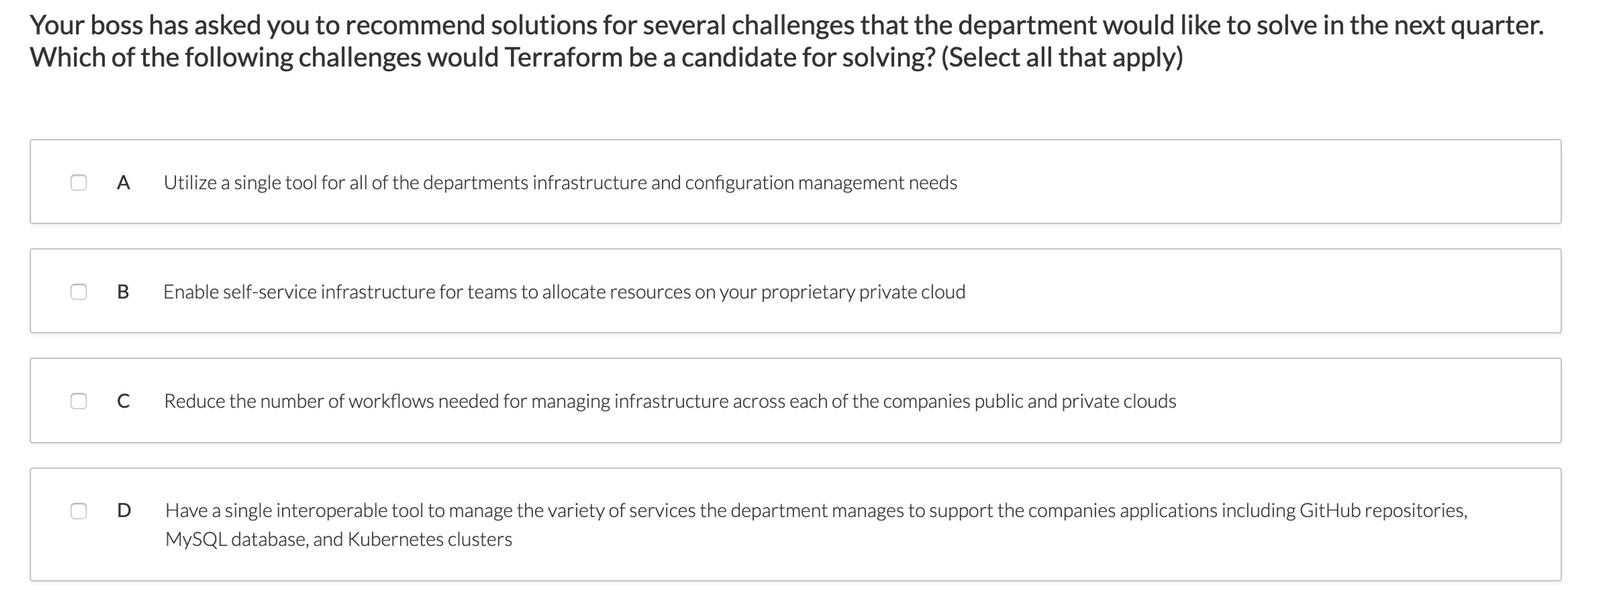 Your boss has asked you to recommend solutions for several challenges that the department would like to solve in the next quarter.
Which of the following challenges would Terraform be a candidate for solving? (Select all that apply)
A Utilize a single tool for all of the departments infrastructure and configuration management needs
B Enable self-service infrastructure for teams to allocate resources on your proprietary private cloud
C Reduce the number of workflows needed for managing infrastructure across each of the companies public and private clouds
D Have a single interoperable tool to manage the variety of services the department manages to support the companies applications including GitHub repositories,
MySQL database, and Kubernetes clusters